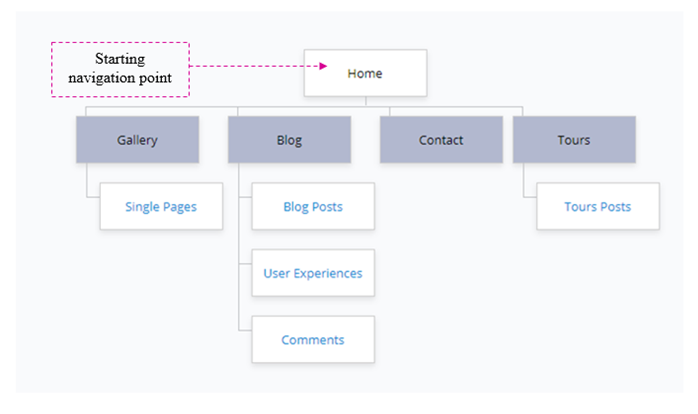 Starting
navigation point
Home
Gallery
Blog
Contact
Tours
Single Pages
Blog Posts
Tours Posts
User Experiences
Comments